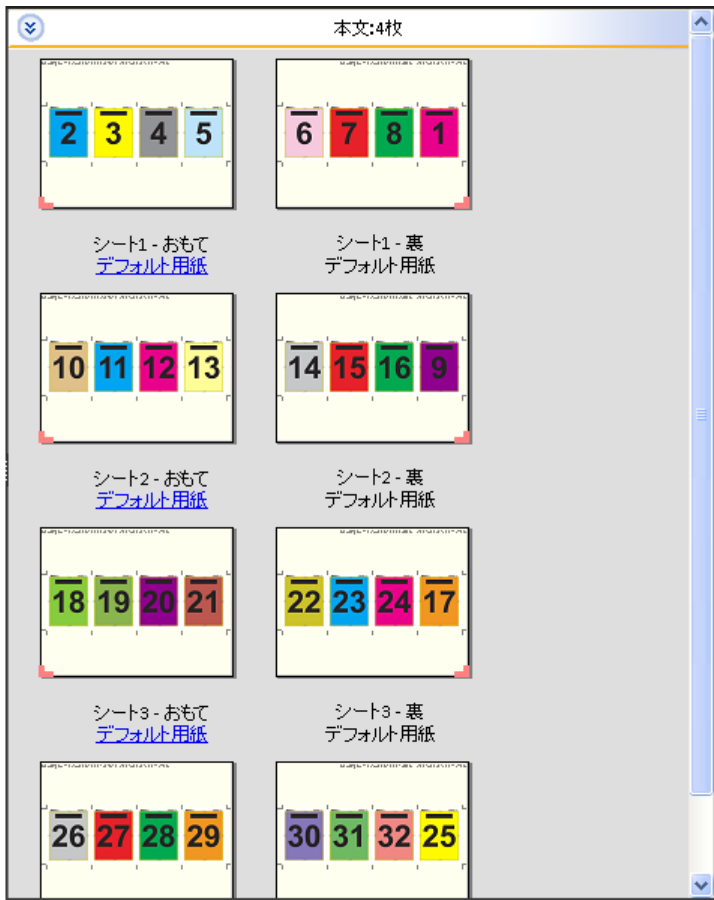 本文:4枚
2 3 4 5
6 7 8 1
シート1 - おもて
デフォルト用紙
シート1 - 裏
デフォルト用紙
10 11 12 13
14 15 16 9
シート2 - おもて
デフォルト用紙
シート2 - 裏
デフォルト用紙
18 19 20 21
22 23 24 17
シート3 - おもて
デフォルト用紙
シート3 - 裏
デフォルト用紙
26 27 28 29
30 31 32 25